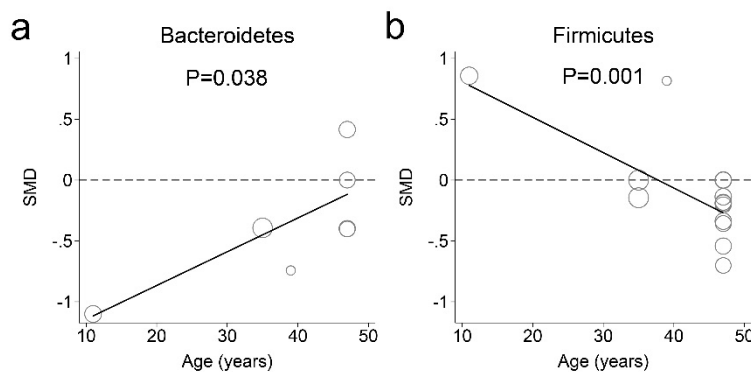 a
Bacteroidetes
P=0.038
1
.5
0
-.5
-1
SMD
10 20 30 40 50
Age (years)
b
Firmicutes
P=0.001
1
.5
0
-.5
-1
SMD
10 20 30 40 50
Age (years)